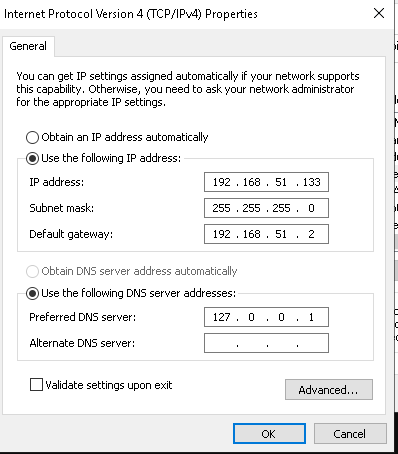 Internet Protocol Version 4 (TCP/IPv4) Properties
General
You can get IP settings assigned automatically if your network supports
this capability. Otherwise, you need to ask your network administrator
for the appropriate IP settings.
Obtain an IP address automatically
Use the following IP address:
IP address: 192 . 168 . 51 . 133
Subnet mask: 255 . 255 . 255 . 0
Default gateway: 192 . 168 . 51 . 2
Obtain DNS server address automatically
Use the following DNS server addresses:
Preferred DNS server: 127 . 0 . 0 . 1
Alternate DNS server: . . .
Validate settings upon exit
Advanced...
OK Cancel